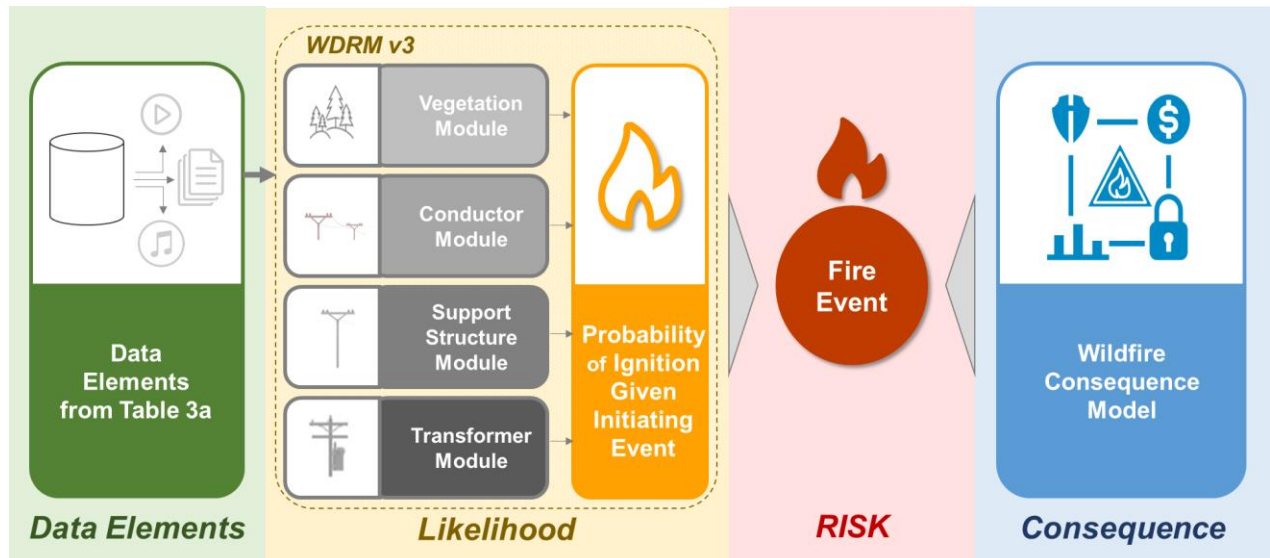 WDRM v3
Data
Elements
from Table 3a
Vegetation
Module
Conductor
Module
Support
Structure
Module
Transformer
Module
Probability
of Ignition
Given
Initiating
Event
Fire
Event
$
Wildfire
Consequence
Model
Data Elements
Likelihood
RISK
Consequence